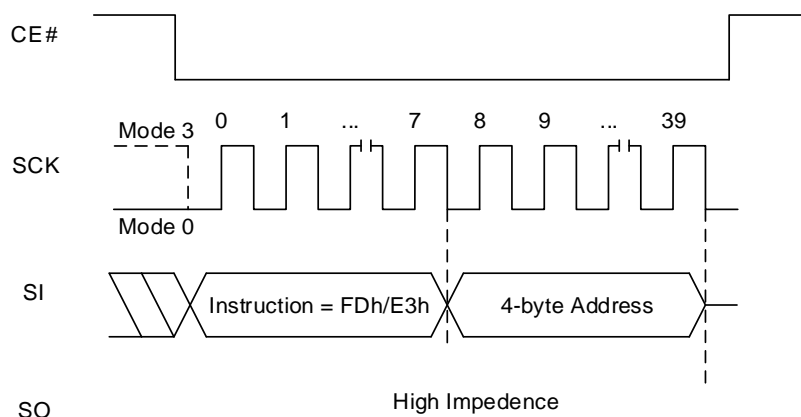 CE#
0 1 ... 7 8 9 ... 39
Mode 3
SCK
Mode 0
SI
Instruction = FDh/E3h
4-byte Address
High Impedence
SO